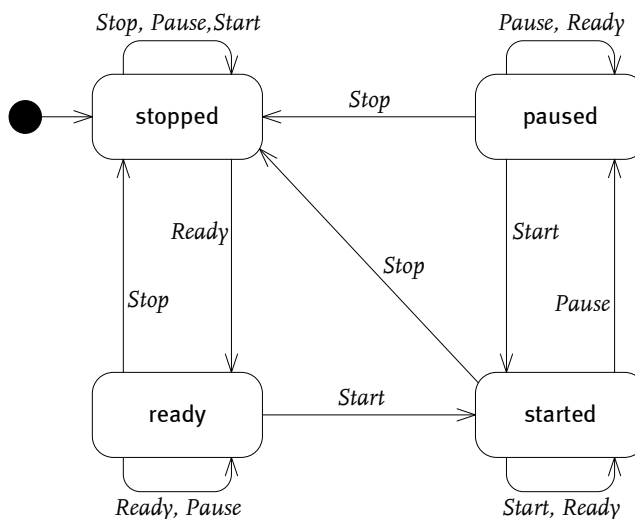 Stop, Pause,Start
Pause, Ready
stopped
Stop
paused
Ready
Stop
Start
Stop
Pause
ready
Start
started
Ready, Pause
Start, Ready